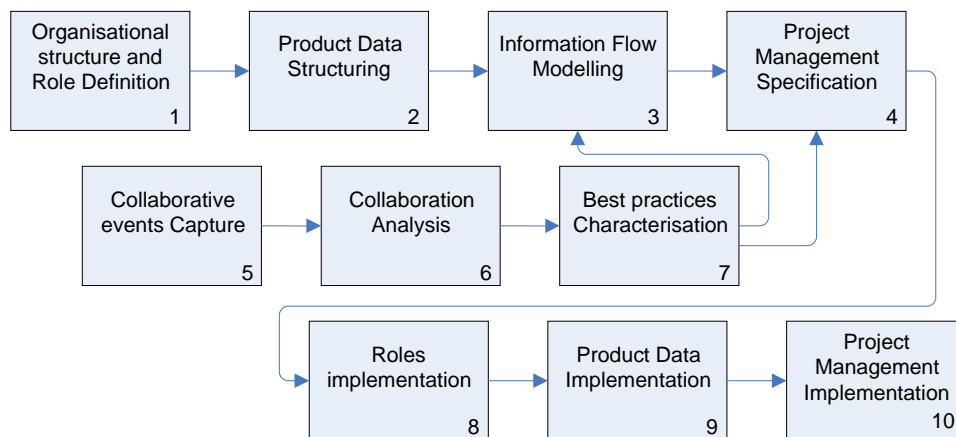 Organisational
structure and
Role Definition
1
Product Data
Structuring
2
Information Flow
Modelling
3
Project
Management
Specification
4
Collaborative
events Capture
5
Collaboration
Analysis
6
Best practices
Characterisation
7
Roles
implementation
8
Product Data
Implementation
9
Project
Management
Implementation
10